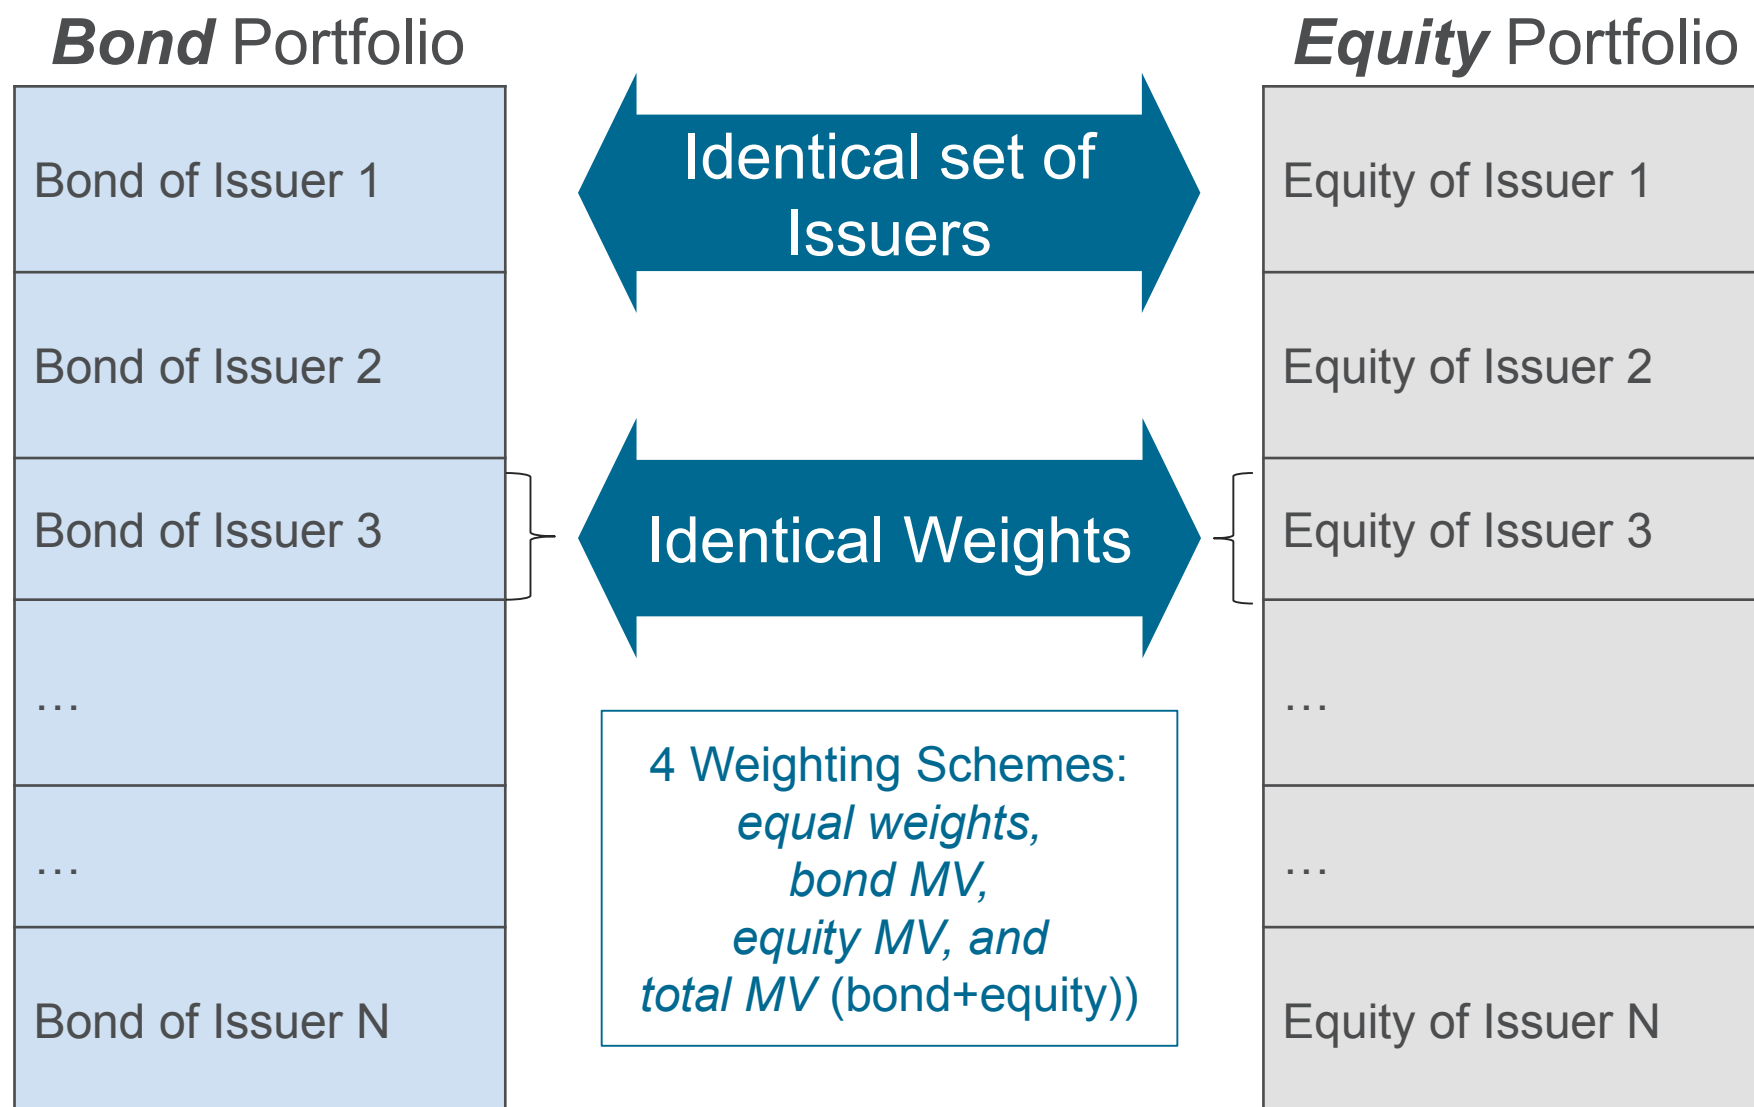 Bond Portfolio
Bond of Issuer 1
Bond of Issuer 2
Bond of Issuer 3
...
...
Bond of Issuer N
Identical set of
Issuers
Identical Weights
4 Weighting Schemes:
equal weights,
bond MV,
equity MV, and
total MV (bond+equity))
Equity Portfolio
Equity of Issuer 1
Equity of Issuer 2
Equity of Issuer 3
...
...
Equity of Issuer N